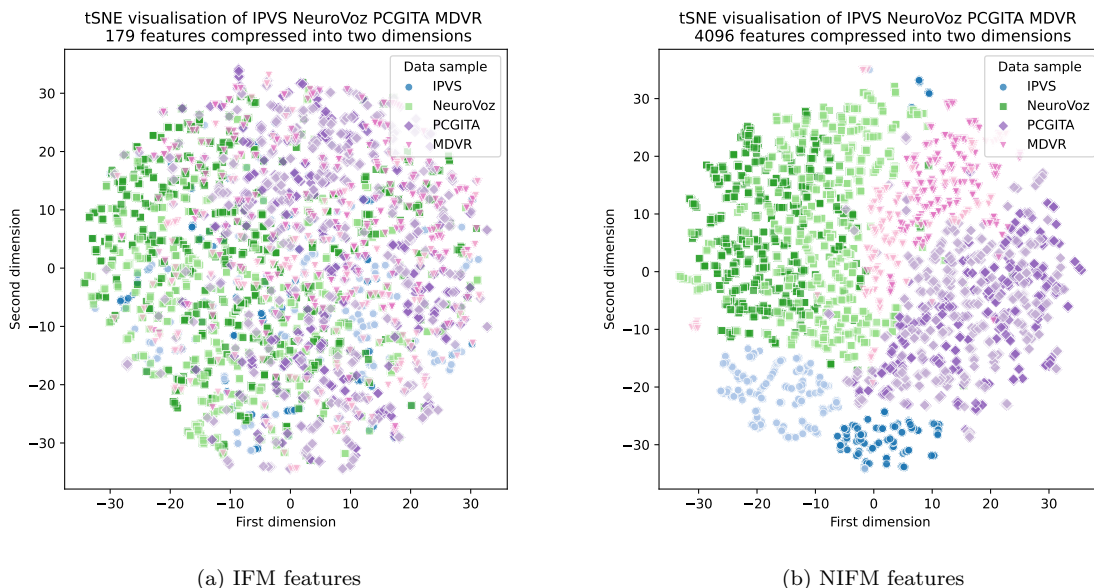 tSNE visualisation of IPVS NeuroVoz PCGITA MDVR
179 features compressed into two dimensions
Data sample
IPVS
NeuroVoz
PCGITA
MDVR
30
20
10
0
−10
−20
−30
Second dimension
−30
−20
−10
0
10
20
30
First dimension
(a) IFM features
tSNE visualisation of IPVS NeuroVoz PCGITA MDVR
4096 features compressed into two dimensions
Data sample
IPVS
NeuroVoz
PCGITA
MDVR
30
20
10
0
−10
−20
−30
Second dimension
−30
−20
−10
0
10
20
30
First dimension
(b) NIFM features